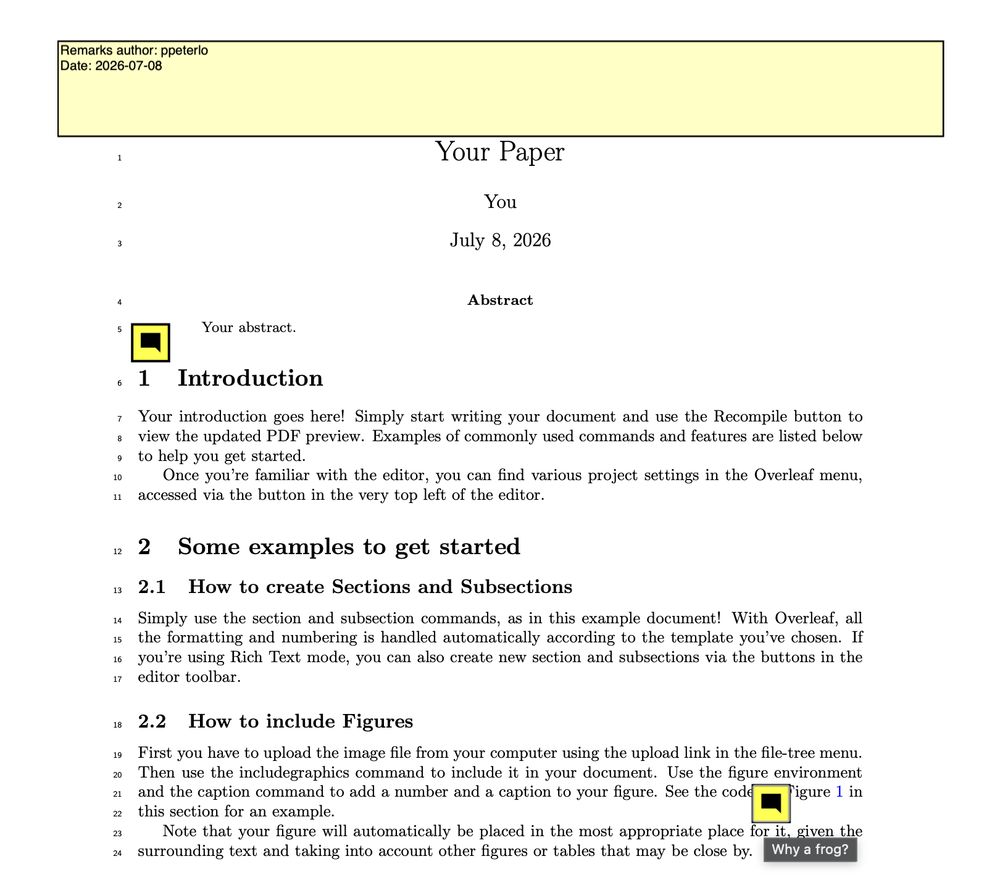 Remarks author: ppeterlo
Date: 2026-07-08
1 Your Paper
2 You
3 July 8, 2026
4 Abstract
5 Your abstract.
6 1 Introduction
7 Your introduction goes here! Simply start writing your document and use the Recompile button to
8 view the updated PDF preview. Examples of commonly used commands and features are listed below
9 to help you get started.
10 Once you’re familiar with the editor, you can find various project settings in the Overleaf menu,
11 accessed via the button in the very top left of the editor.
12 2 Some examples to get started
13 2.1 How to create Sections and Subsections
14 Simply use the section and subsection commands, as in this example document! With Overleaf, all
15 the formatting and numbering is handled automatically according to the template you’ve chosen. If
16 you’re using Rich Text mode, you can also create new section and subsections via the buttons in the
17 editor toolbar.
18 2.2 How to include Figures
19 First you have to upload the image file from your computer using the upload link in the file-tree menu.
20 Then use the includegraphics command to include it in your document. Use the figure environment
21 and the caption command to add a number and a caption to your figure. See the code Figure 1 in
22 this section for an example.
23 Note that your figure will automatically be placed in the most appropriate place for it, given the
24 surrounding text and taking into account other figures or tables that may be close by.
Why a frog?